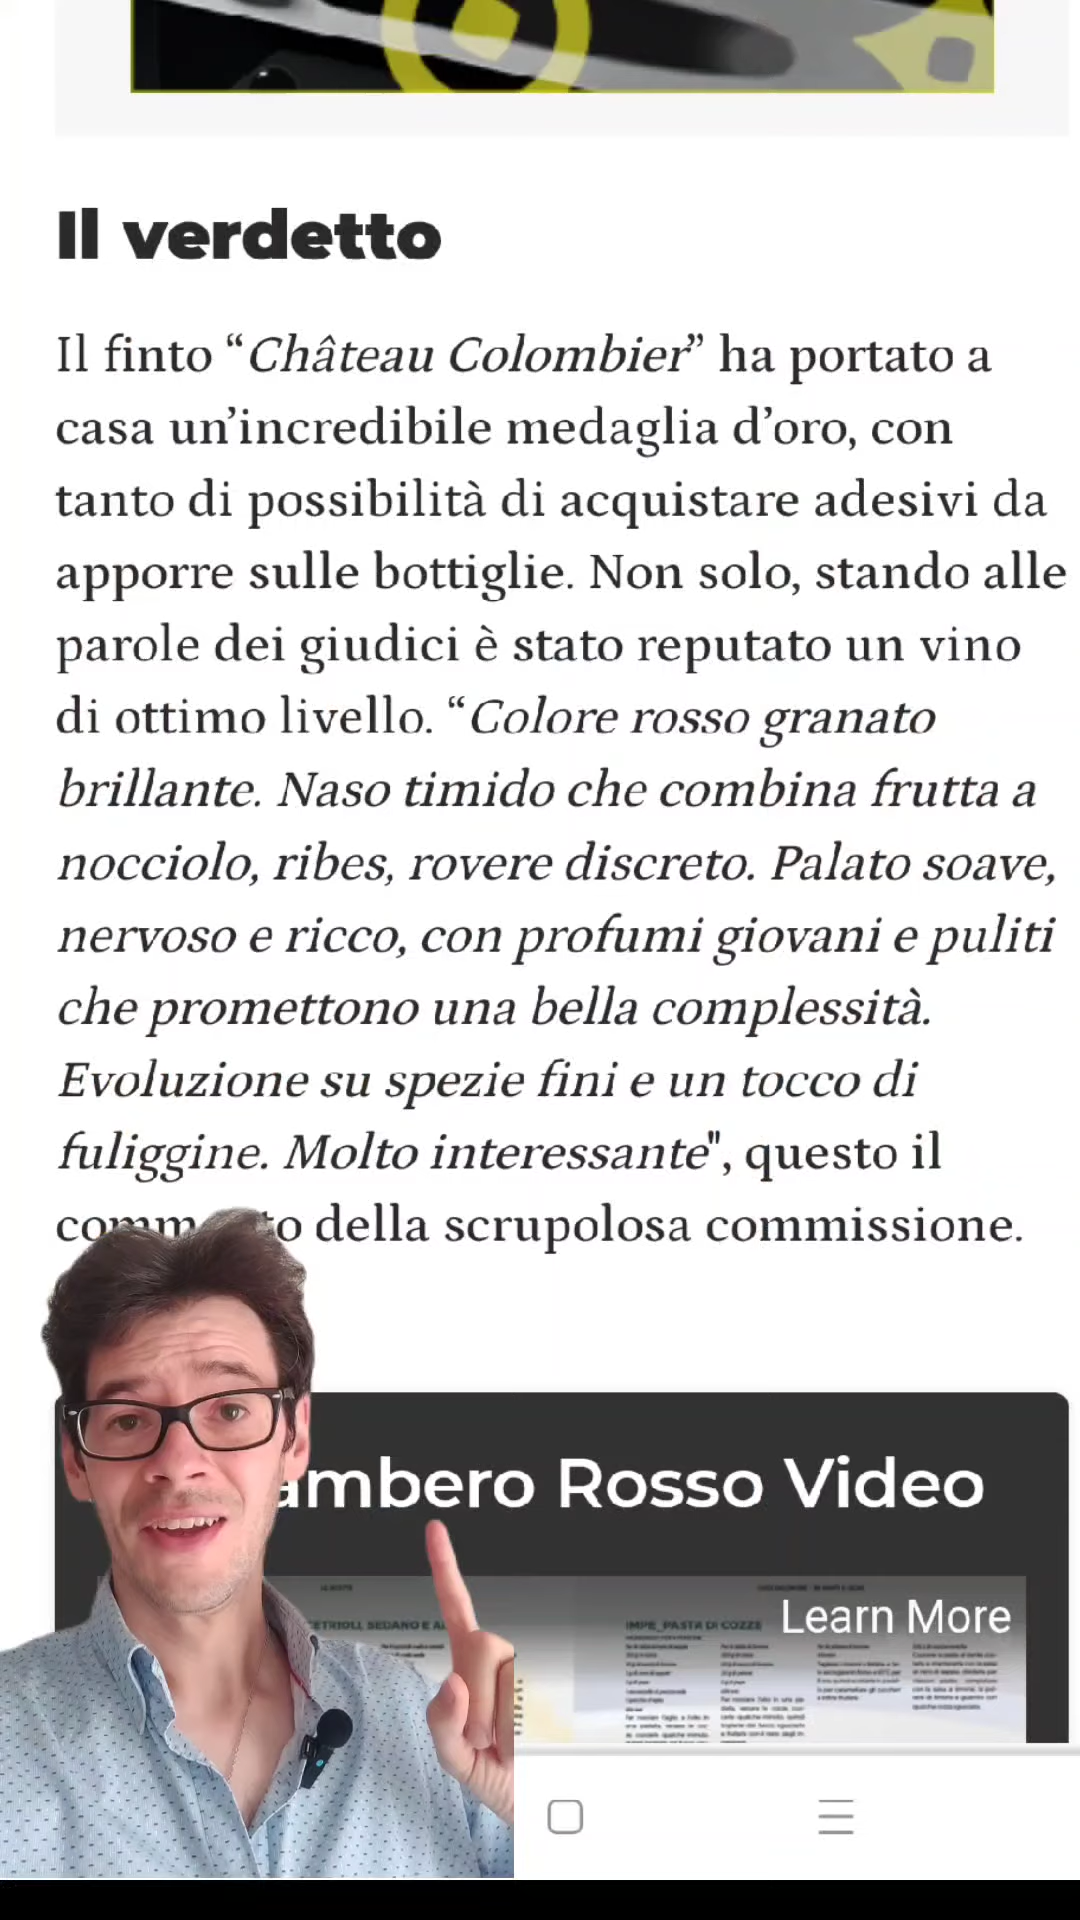 Il verdetto
Il finto “Château Colombier” ha portato a
casa un’incredibile medaglia d’oro, con
tanto di possibilità di acquistare adesivi da
apporre sulle bottiglie. Non solo, stando alle
parole dei giudici è stato reputato un vino
di ottimo livello. “Colore rosso granato
brillante. Naso timido che combina frutta a
nocciolo, ribes, rovere discreto. Palato soave,
nervoso e ricco, con profumi giovani e puliti
che promettono una bella complessità.
Evoluzione su spezie fini e un tocco di
fuliggine. Molto interessante", questo il
della scrupolosa commissione.
Rosso Video
Learn More
IMPE_PASTA DI COZZE